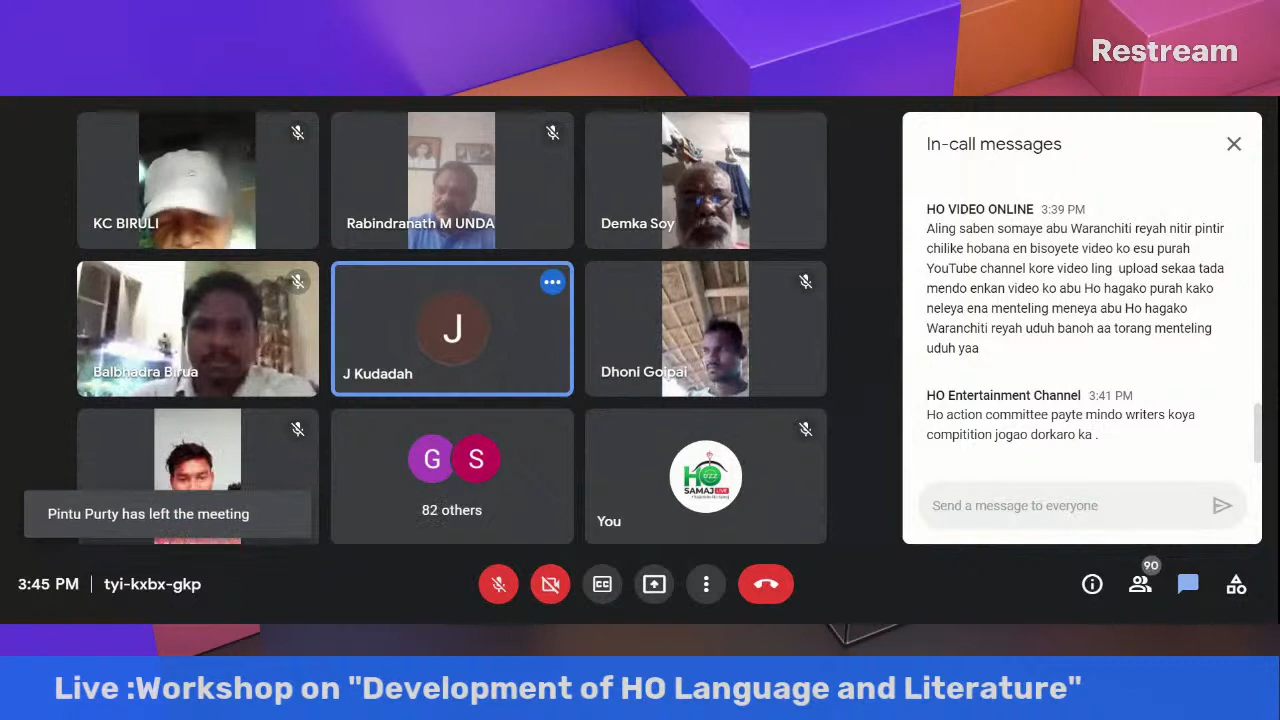 Restream
KC BIRULI
Rabindranath M UNDA
Demka Soy
Balbhadra Birua
J
J Kudadah
Dhoni Goipai
Pintu Purty has left the meeting
G S
82 others
HO
SAMAJ LIVE
You
In-call messages
HO VIDEO ONLINE 3:39 PM
Aling saben somaye abu Waranchiti reyah nitir pintir
chilike hobana en bisoyete video ko esu purah
YouTube channel kore video ling upload sekaa tada
mendo enkan video ko abu Ho hagako purah kako
neleya ena menteling meneya abu Ho hagako
Waranchiti reyah uduh banoh aa torang menteling
uduh yaa
HO Entertainment Channel 3:41 PM
Ho action committee payte mindo writers koya
compitition jogao dorkaro ka .
Send a message to everyone
3:45 PM | tyi-kxbx-gkp
CC
90
Live :Workshop on "Development of HO Language and Literature"